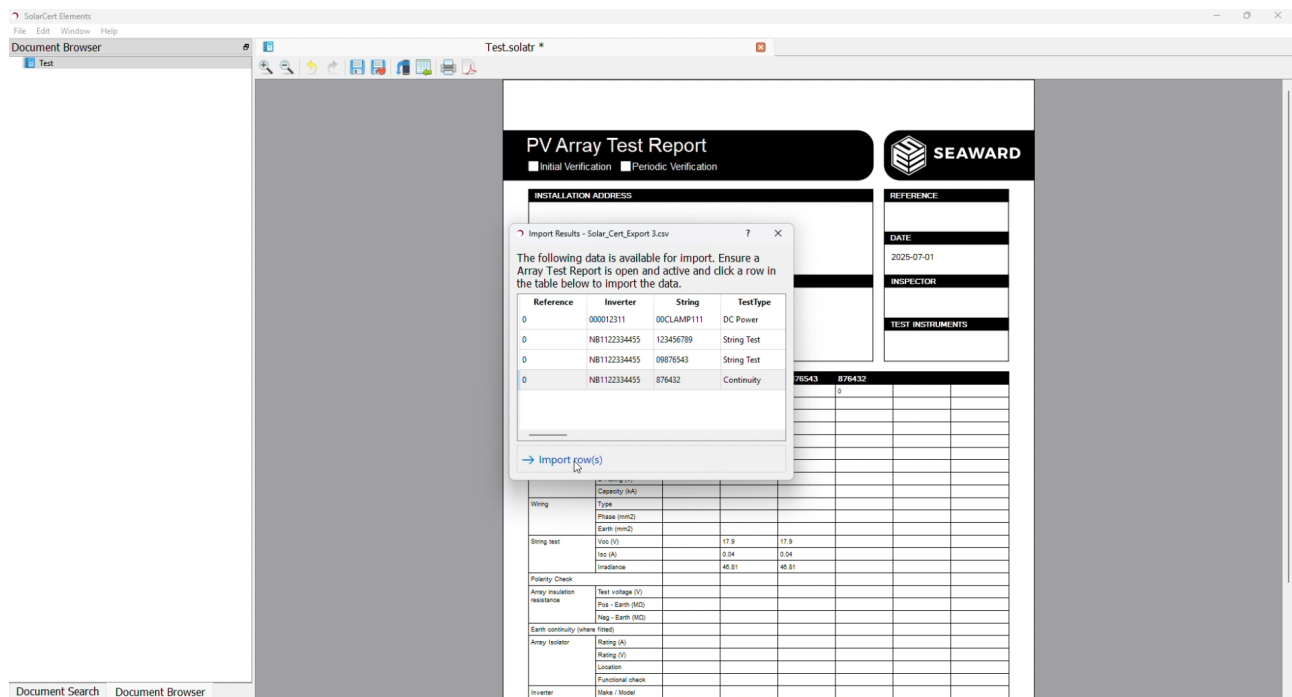 SolarCert Elements
File Edit Window Help
Document Browser
Test.solatr *
Test
PV Array Test Report
Initial Verification Periodic Verification
SEAWARD
INSTALLATION ADDRESS
REFERENCE
DATE
2025-07-01
INSPECTOR
TEST INSTRUMENTS
Import Results - Solar_Cert_Export 3.csv ?
The following data is available for import. Ensure a
Array Test Report is open and active and click a row in
the table below to import the data.
Reference Inverter String TestType
0 000012311 00CLAMP111 DC Power
0 NB1122334455 123456789 String Test
0 NB1122334455 09876543 String Test
0 NB1122334455 876432 Continuity
Import row(s)
76543 876432
0
Capacity (kA)
Wiring Type
Phase (mm2)
Earth (mm2)
String test Voc (V) 17.9 17.9
Isc (A) 0.04 0.04
Irradiance 46.81 46.81
Polarity Check
Array insulation resistance Test voltage (V)
Pos - Earth (MΩ)
Neg - Earth (MΩ)
Earth continuity (where fitted)
Array Isolator Rating (A)
Rating (V)
Location
Functional check
Inverter Make / Model
Document Search Document Browser